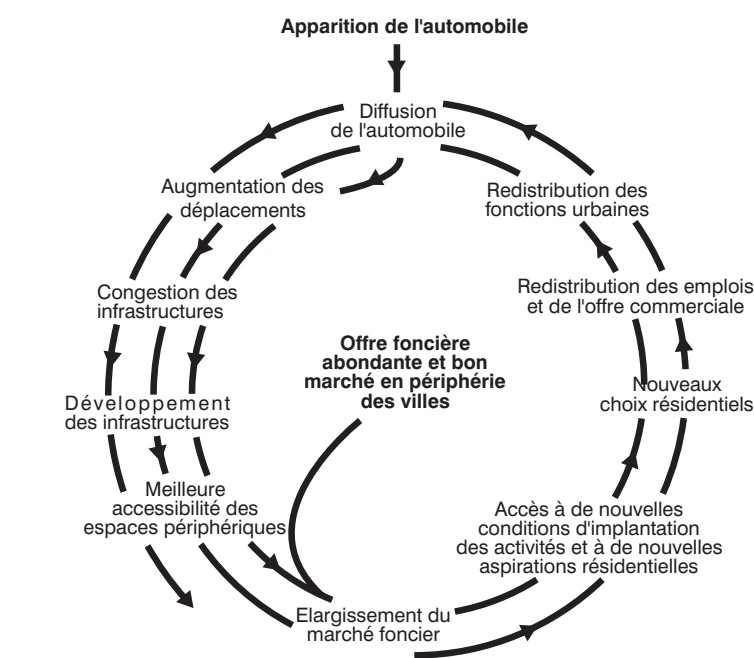 Apparition de l'automobile
Diffusion
de l'automobile
Augmentation des
déplacements
Congestion des
infrastructures
Développement
des infrastructures
Meilleure
accessibilité des
espaces périphériques
Offre foncière
abondante et bon
marché en périphérie
des villes
Elargissement du
marché foncier
Accès à de nouvelles
conditions d'implantation
des activités et à de nouvelles
aspirations résidentielles
Nouveaux
choix résidentiels
Redistribution des emplois
et de l'offre commerciale
Redistribution des
fonctions urbaines